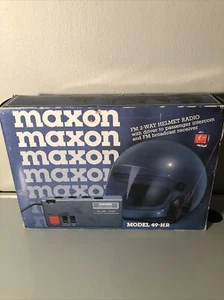 maxon
maxon
maxon
maxon
maxon
FM 2-WAY HELMET RADIO
with driver to passenger intercom
and FM broadcast receiver
MODEL 49-HR